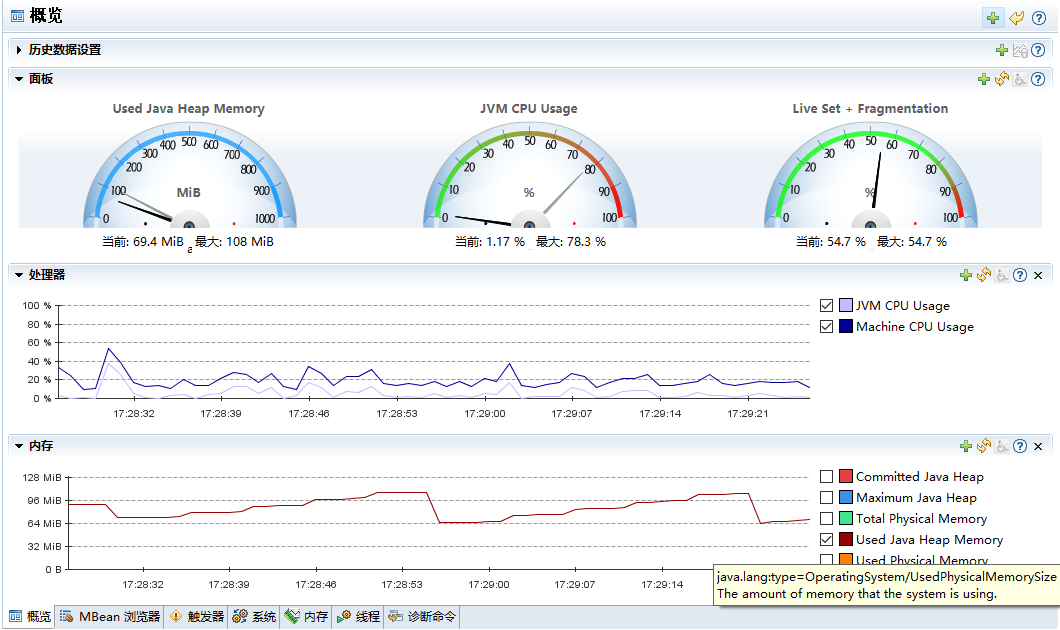 概览
历史数据设置
面板
Used Java Heap Memory
JVM CPU Usage
Live Set + Fragmentation
0 100 200 300 400 500 600 700 800 900 1000
MiB
0 10 20 30 40 50 60 70 80 90 100
%
0 10 20 30 40 50 60 70 80 90 100
%
当前: 69.4 MiB 最大: 108 MiB
当前: 1.17 % 最大: 78.3 %
当前: 54.7 % 最大: 54.7 %
处理器
100 %
80 %
60 %
40 %
20 %
0 %
17:28:32 17:28:39 17:28:46 17:28:53 17:29:00 17:29:07 17:29:14 17:29:21
JVM CPU Usage
Machine CPU Usage
内存
128 MiB
96 MiB
64 MiB
32 MiB
0 B
17:28:32 17:28:39 17:28:46 17:28:53 17:29:00 17:29:07 17:29:14
Committed Java Heap
Maximum Java Heap
Total Physical Memory
Used Java Heap Memory
Used Physical Memory
java.lang:type=OperatingSystem/UsedPhysicalMemorySize
The amount of memory that the system is using.
概览 MBean 浏览器 触发器 系统 内存 线程 诊断命令